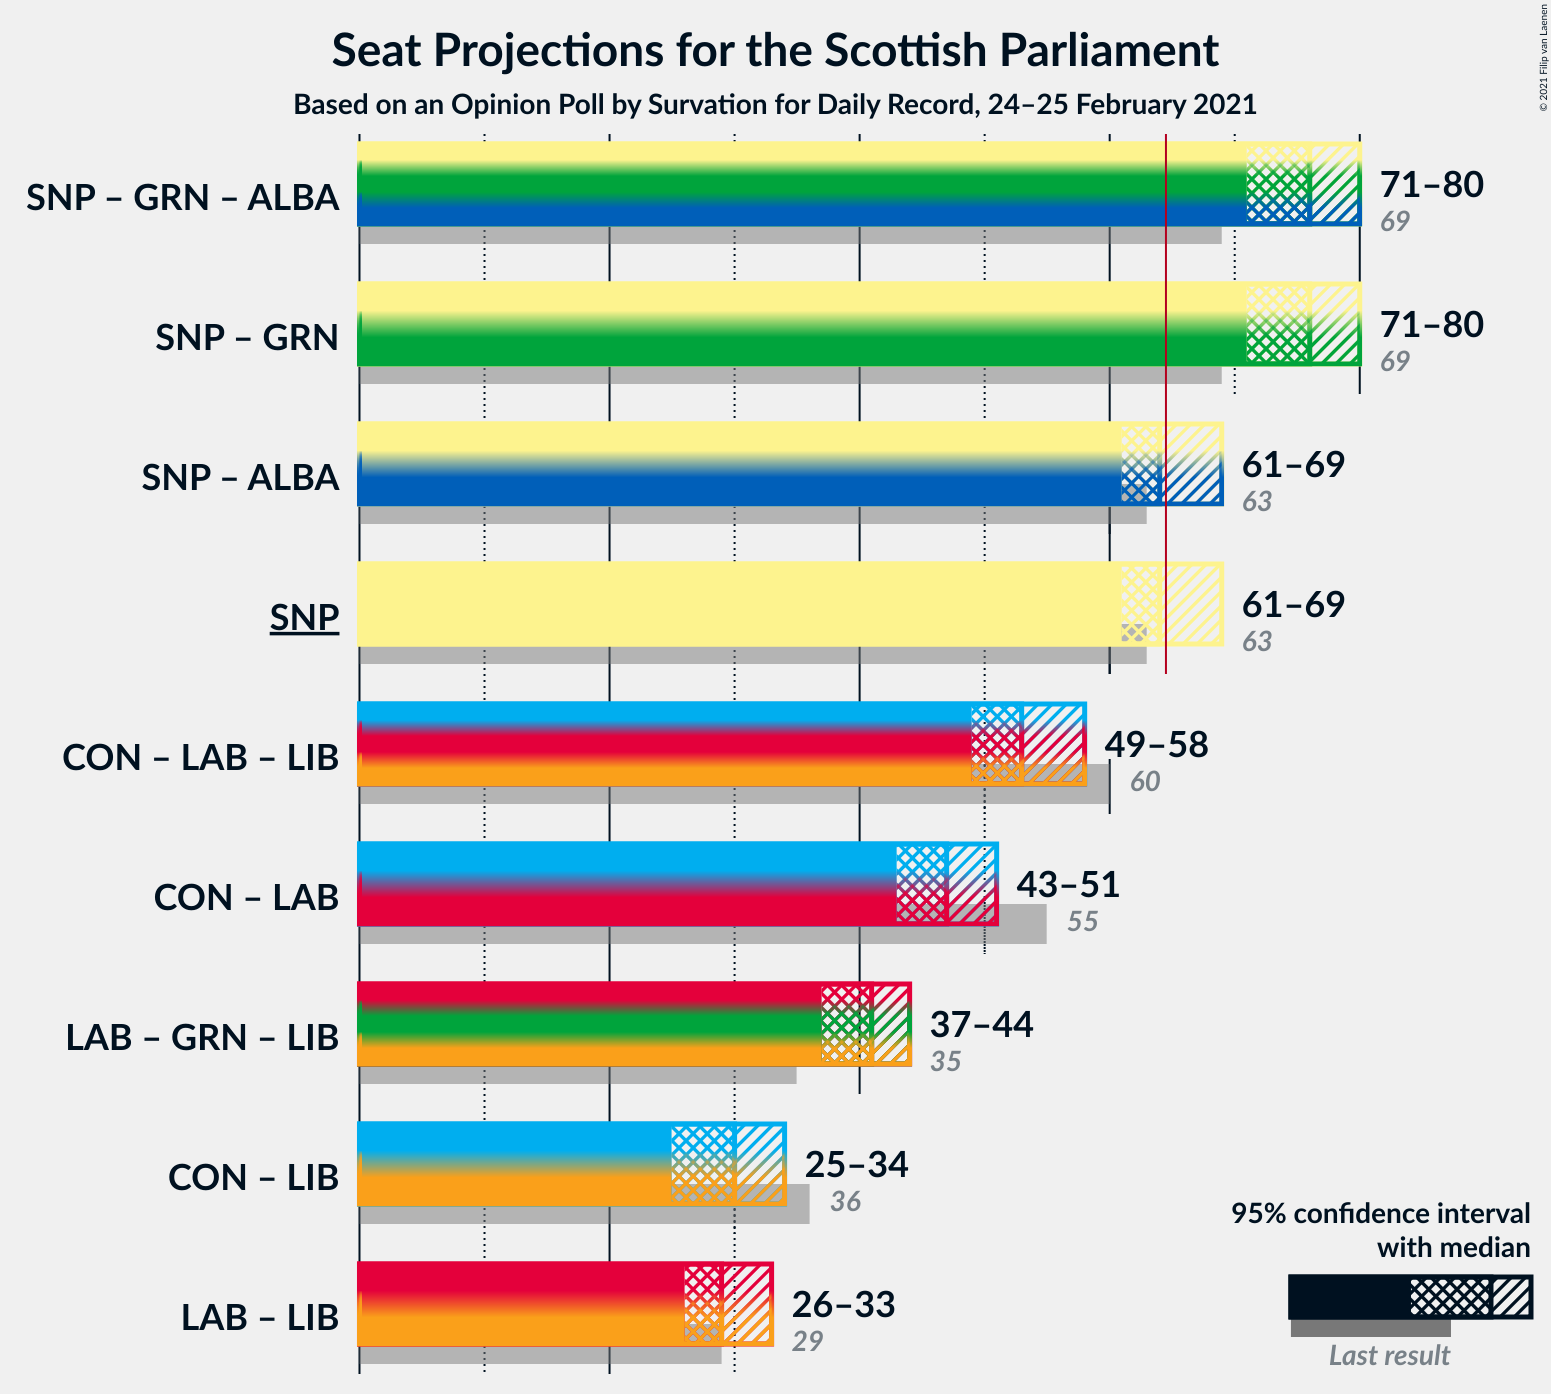 Seat Projections for the Scottish Parliament
Based on an Opinion Poll by Survation for Daily Record, 24–25 February 2021
© 2021 Filip van Laenen
SNP – GRN – ALBA
71–80
69
SNP – GRN
71–80
69
SNP – ALBA
61–69
63
SNP
61–69
63
CON – LAB – LIB
49–58
60
CON – LAB
43–51
55
LAB – GRN – LIB
37–44
35
CON – LIB
25–34
36
LAB – LIB
26–33
29
95% confidence interval
with median
Last result